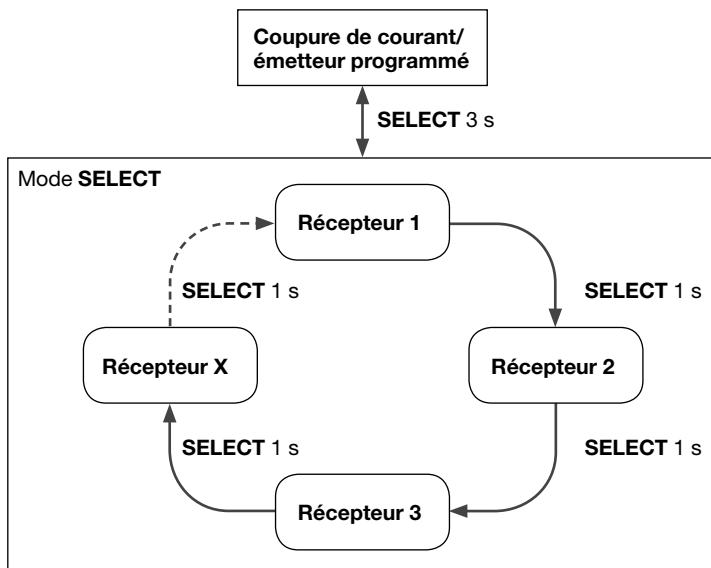 Coupure de courant/
émetteur programmé
SELECT 3 s
Mode SELECT
Récepteur 1
SELECT 1 s
SELECT 1 s
Récepteur X
Récepteur 2
SELECT 1 s
SELECT 1 s
Récepteur 3